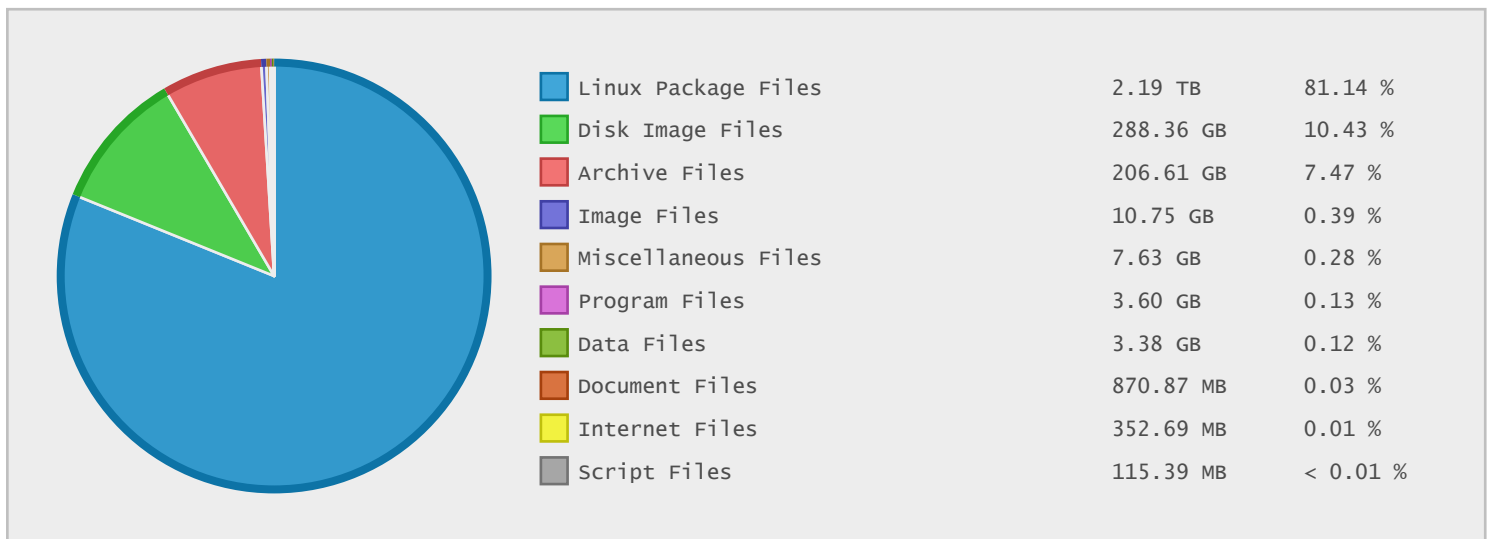 Linux Package Files 2.19 TB 81.14 %
Disk Image Files 288.36 GB 10.43 %
Archive Files 206.61 GB 7.47 %
Image Files 10.75 GB 0.39 %
Miscellaneous Files 7.63 GB 0.28 %
Program Files 3.60 GB 0.13 %
Data Files 3.38 GB 0.12 %
Document Files 870.87 MB 0.03 %
Internet Files 352.69 MB 0.01 %
Script Files 115.39 MB < 0.01 %